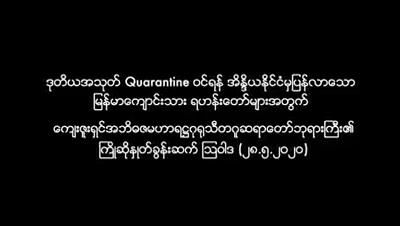 ဒုတိယအသုတ် Quarantine ဝင်ရန် အိန္ဒိယနိုင်ငံမှပြန်လာသော
မြန်မာကျောင်းသား ရဟန်းတော်များအတွက်
ကျေးဇူးရှင်အဘိဓဇမဟာရဋ္ဌဂုရုသီတဂူဆရာတော်ဘုရားကြီး၏
ကြိုဆိုနှုတ်ခွန်းဆက် ဩဝါဒ (၂၈.၅.၂၀၂၀)